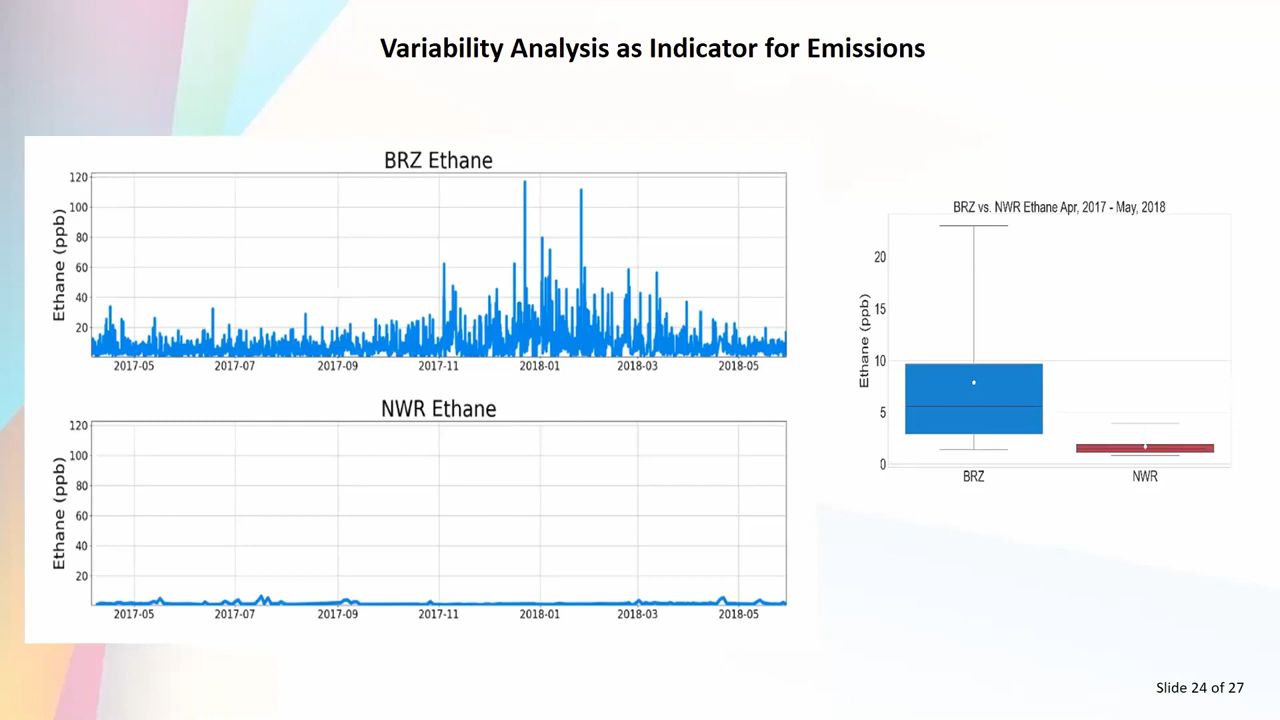 Variability Analysis as Indicator for Emissions
BRZ Ethane
Ethane (ppb)
120
100
80
60
40
20
2017-05 2017-07 2017-09 2017-11 2018-01 2018-03 2018-05
NWR Ethane
Ethane (ppb)
120
100
80
60
40
20
2017-05 2017-07 2017-09 2017-11 2018-01 2018-03 2018-05
BRZ vs. NWR Ethane Apr, 2017 - May, 2018
Ethane (ppb)
20
15
10
5
0
BRZ NWR
Slide 24 of 27